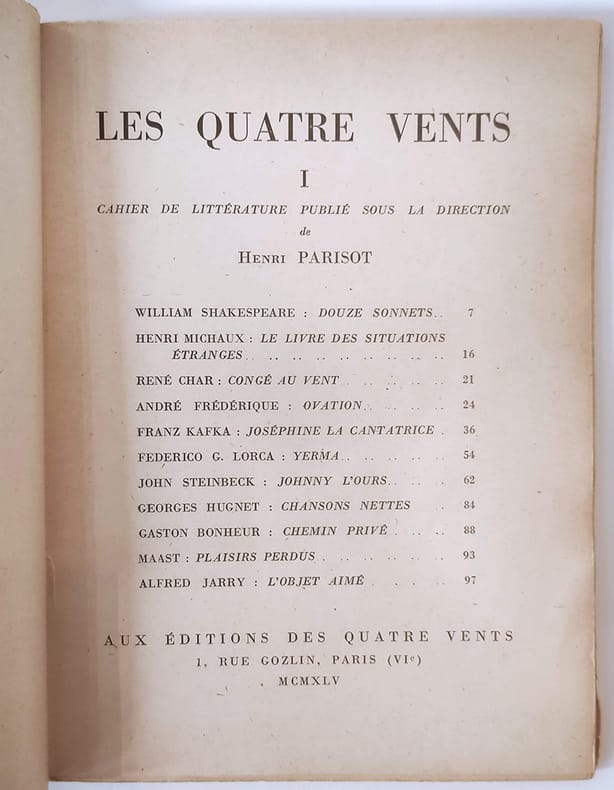 LES QUATRE VENTS
I
CAHIER DE LITTÉRATURE PUBLIÉ SOUS LA DIRECTION
de
HENRI PARISOT
WILLIAM SHAKESPEARE : DOUZE SONNETS.. 7
HENRI MICHAUX : LE LIVRE DES SITUATIONS
ÉTRANGES.. .. .. .. .. .. .. .. .. 16
RENÉ CHAR : CONGÉ AU VENT .. .. .. .. 21
ANDRÉ FRÉDÉRIQUE : OVATION.. .. .. .. 24
FRANZ KAFKA : JOSÉPHINE LA CANTATRICE . 36
FEDERICO G. LORCA : YERMA.. .. .. .. .. 54
JOHN STEINBECK : JOHNNY L'OURS.. .. .. 62
GEORGES HUGNET : CHANSONS NETTES .. 84
GASTON BONHEUR : CHEMIN PRIVÉ .. .. .. 88
MAAST : PLAISIRS PERDUS.. .. .. .. .. .. 93
ALFRED JARRY : L'OBJET AIMÉ . . . .. 97
AUX ÉDITIONS DES QUATRE VENTS
1, RUE GOZLIN, PARIS (VIe)
MCMXLV